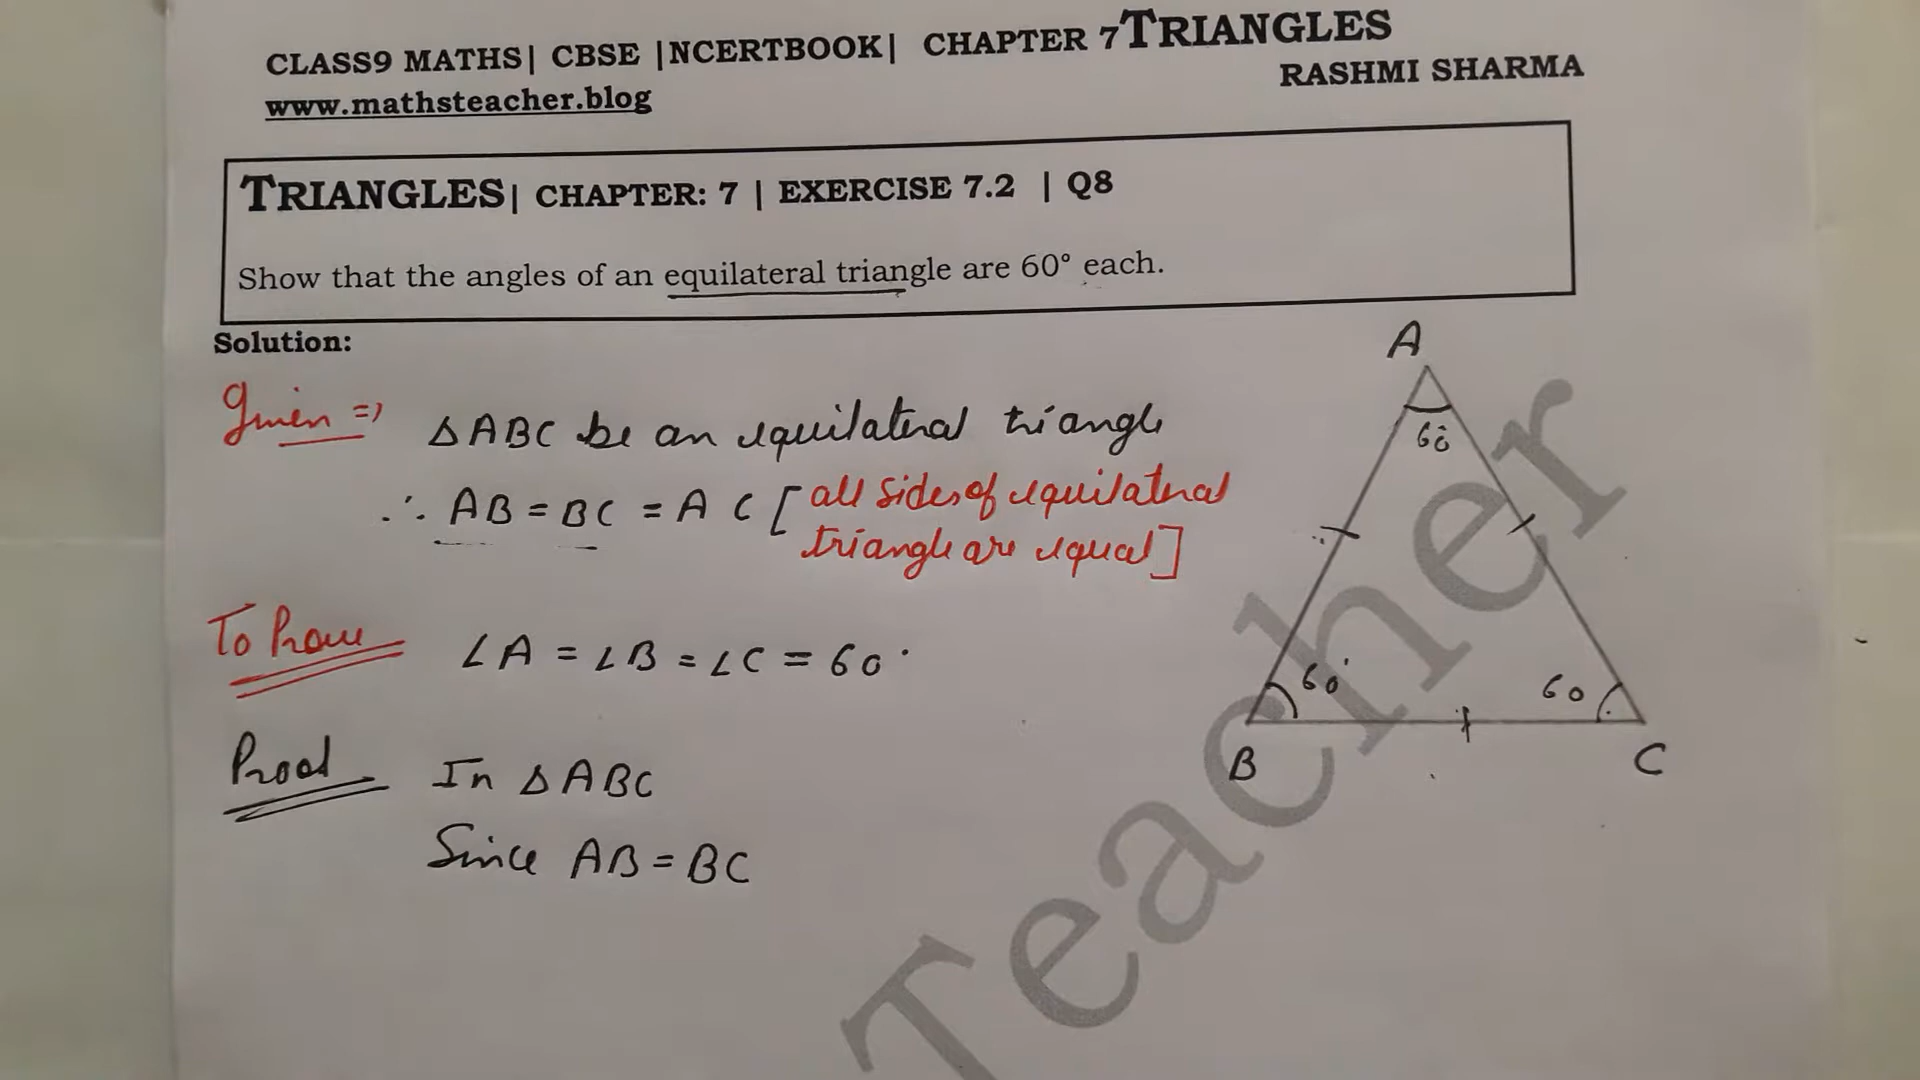 CLASS9 MATHS| CBSE |NCERTBOOK| CHAPTER 7TRIANGLES
RASHMI SHARMA
www.mathsteacher.blog
TRIANGLES| CHAPTER: 7 | EXERCISE 7.2 | Q8
Show that the angles of an equilateral triangle are 60° each.
Solution:
Given => ΔABC be an equilateral triangle
∴ AB = BC = AC [all sides of equilateral
triangle are equal]
To Prove ∠A = ∠B = ∠C = 60°
Proof In ΔABC
Since AB = BC
A
60°
60°
60
B
C
Teacher